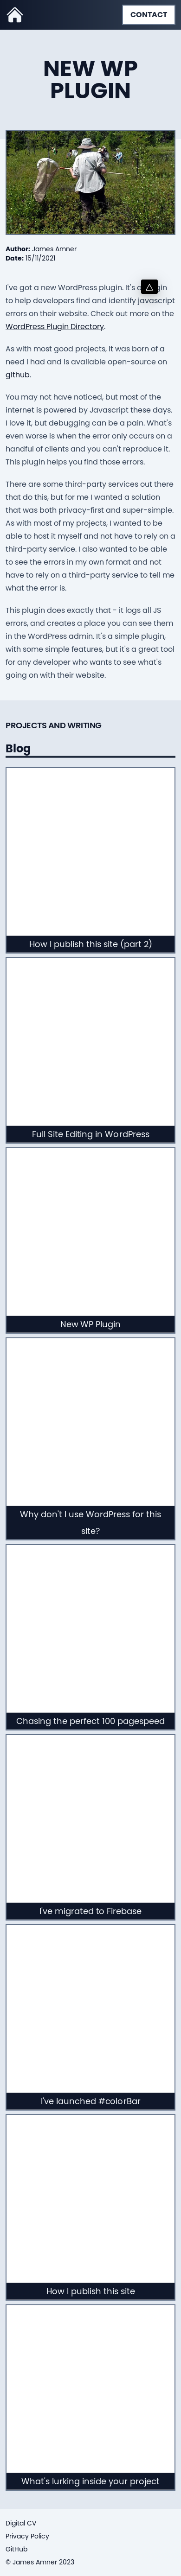 CONTACT
NEW WP
PLUGIN
Author: James Amner
Date: 15/11/2021
I've got a new WordPress plugin. It's a
to help developers find and identify javascript
errors on their website. Check out more on the
WordPress Plugin Directory.
As with most good projects, it was born of a
need I had and is available open-source on
github.
You may not have noticed, but most of the
internet is powered by Javascript these days.
I love it, but debugging can be a pain. What's
even worse is when the error only occurs on a
handful of clients and you can't reproduce it.
This plugin helps you find those errors.
There are some third-party services out there
that do this, but for me I wanted a solution
that was both privacy-first and super-simple.
As with most of my projects, I wanted to be
able to host it myself and not have to rely on a
third-party service. I also wanted to be able
to see the errors in my own format and not
have to rely on a third-party service to tell me
what the error is.
This plugin does exactly that - it logs all JS
errors, and creates a place you can see them
in the WordPress admin. It's a simple plugin,
with some simple features, but it's a great tool
for any developer who wants to see what's
going on with their website.
PROJECTS AND WRITING
Blog
How I publish this site (part 2)
Full Site Editing in WordPress
New WP Plugin
Why don't I use WordPress for this
site?
Chasing the perfect 100 pagespeed
I've migrated to Firebase
I've launched #colorBar
How I publish this site
What's lurking inside your project
Digital CV
Privacy Policy
GitHub
© James Amner 2023